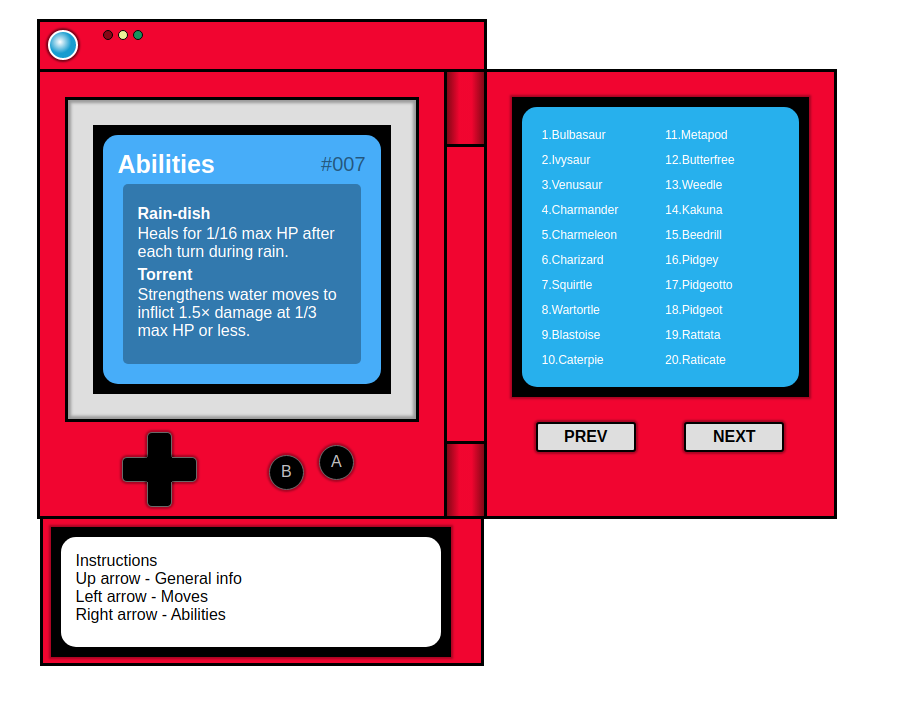 Abilities #007
Rain-dish
Heals for 1/16 max HP after
each turn during rain.
Torrent
Strengthens water moves to
inflict 1.5× damage at 1/3
max HP or less.
B A
1.Bulbasaur
2.Ivysaur
3.Venusaur
4.Charmander
5.Charmeleon
6.Charizard
7.Squirtle
8.Wartortle
9.Blastoise
10.Caterpie
11.Metapod
12.Butterfree
13.Weedle
14.Kakuna
15.Beedrill
16.Pidgey
17.Pidgeotto
18.Pidgeot
19.Rattata
20.Raticate
PREV NEXT
Instructions
Up arrow - General info
Left arrow - Moves
Right arrow - Abilities